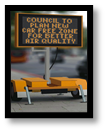 COUNCIL TO
PLAN NEW
CAR FREE ZONE
FOR BETTER
AIR QUALITY